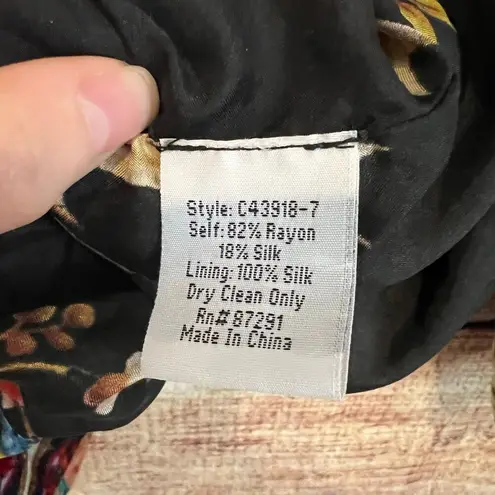 Style: C43918-7
Self: 82% Rayon
18% Silk
Lining: 100% Silk
Dry Clean Only
Rn# 87291
Made In China